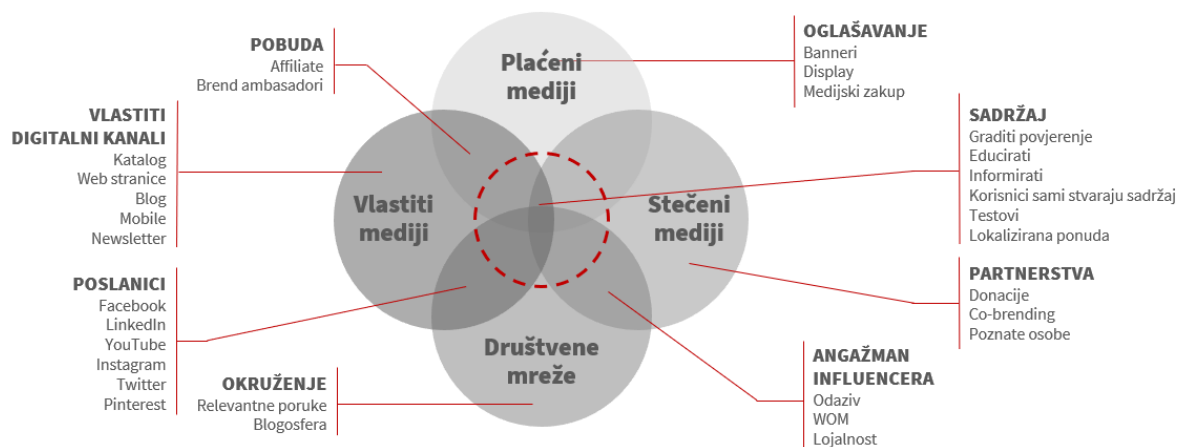 POBUDA
Affiliate
Brend ambasadori
VLASTITI
DIGITALNI KANALI
Katalog
Web stranice
Blog
Mobile
Newsletter
POSLANICI
Facebook
LinkedIn
YouTube
Instagram
Twitter
Pinterest
OKRUŽENJE
Relevantne poruke
Blogosfera
Plaćeni
mediji
Vlastiti
mediji
Stečeni
mediji
Društvene
mreže
OGLAŠAVANJE
Banneri
Display
Medijski zakup
SADRŽAJ
Graditi povjerenje
Educirati
Informirati
Korisnici sami stvaraju sadržaj
Testovi
Lokalizirana ponuda
PARTNERSTVA
Donacije
Co-brending
Poznate osobe
ANGAŽMAN
INFLUENCERA
Odaziv
WOM
Lojalnost